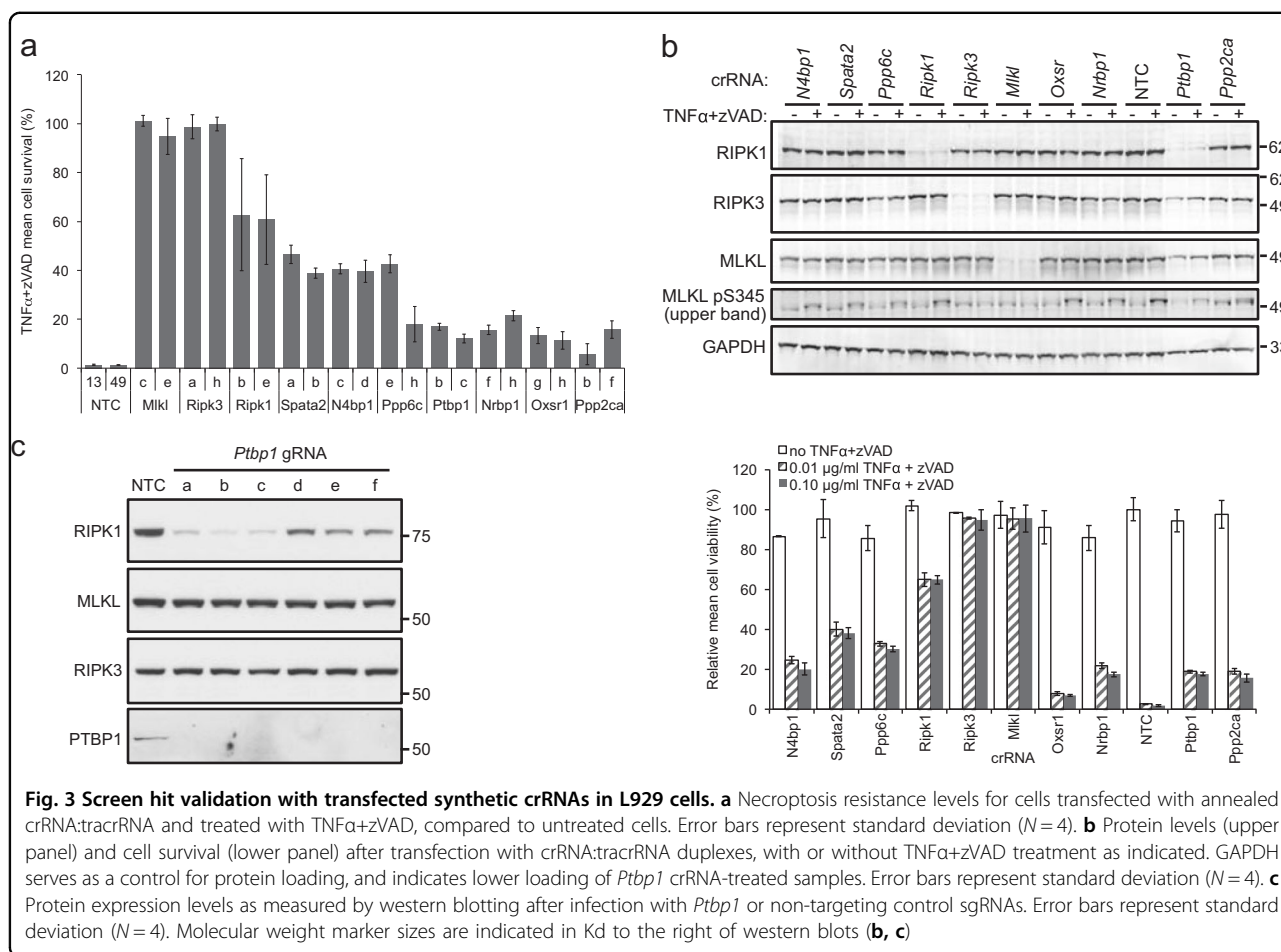 a
TNFα+zVAD mean cell survival (%)
120
100
80
60
40
20
0
13 49 c e a h b e a b c d e h b c f h g h b f
NTC Mlkl Ripk3 Ripk1 Spata2 N4bp1 Ppp6c Ptbp1 Nrbp1 Oxsr1 Ppp2ca
b
crRNA: N4bp1 Spata2 Ppp6c Ripk1 Ripk3 Mlkl Oxsr Nrbp1 NTC Ptbp1 Ppp2ca
TNFα+zVAD: - + - + - + - + - + - + - + - + - + - + - +
RIPK1 62
62
RIPK3 49
MLKL 49
MLKL pS345
(upper band) 49
GAPDH 33
c
Ptbp1 gRNA
NTC a b c d e f
RIPK1 75
MLKL
50
RIPK3
50
PTBP1 50
no TNFα+zVAD
0.01 µg/ml TNFα + zVAD
0.10 µg/ml TNFα + zVAD
Relative mean cell viability (%)
120
100
80
60
40
20
0
N4bp1 Spata2 Ppp6c Ripk1 Ripk3 Mlkl Oxsr1 Nrbp1 NTC Ptbp1 Ppp2ca
crRNA
Fig. 3 Screen hit validation with transfected synthetic crRNAs in L929 cells. a Necroptosis resistance levels for cells transfected with annealed
crRNA:tracrRNA and treated with TNFα+zVAD, compared to untreated cells. Error bars represent standard deviation (N = 4). b Protein levels (upper
panel) and cell survival (lower panel) after transfection with crRNA:tracrRNA duplexes, with or without TNFα+zVAD treatment as indicated. GAPDH
serves as a control for protein loading, and indicates lower loading of Ptbp1 crRNA-treated samples. Error bars represent standard deviation (N = 4). c
Protein expression levels as measured by western blotting after infection with Ptbp1 or non-targeting control sgRNAs. Error bars represent standard
deviation (N = 4). Molecular weight marker sizes are indicated in Kd to the right of western blots (b, c)